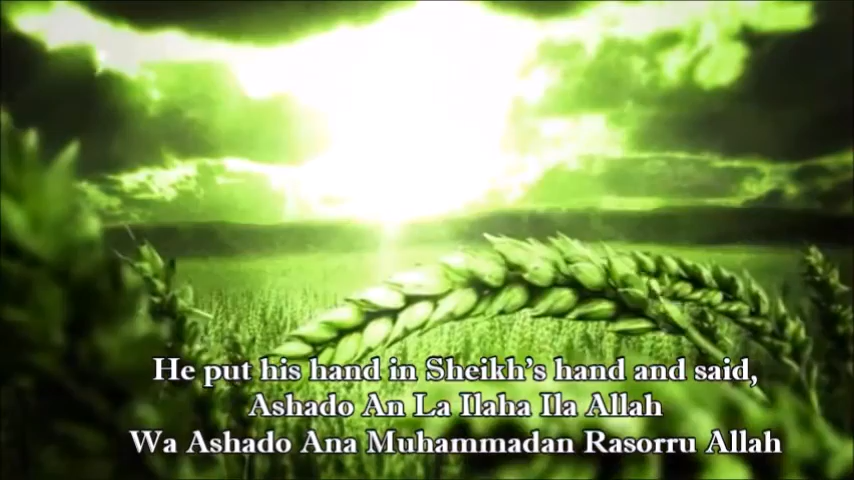 He put his hand in Sheikh's hand and said,
Ashado An La Ilaha Ila Allah
Wa Ashado Ana Muhammadan Rasorru Allah